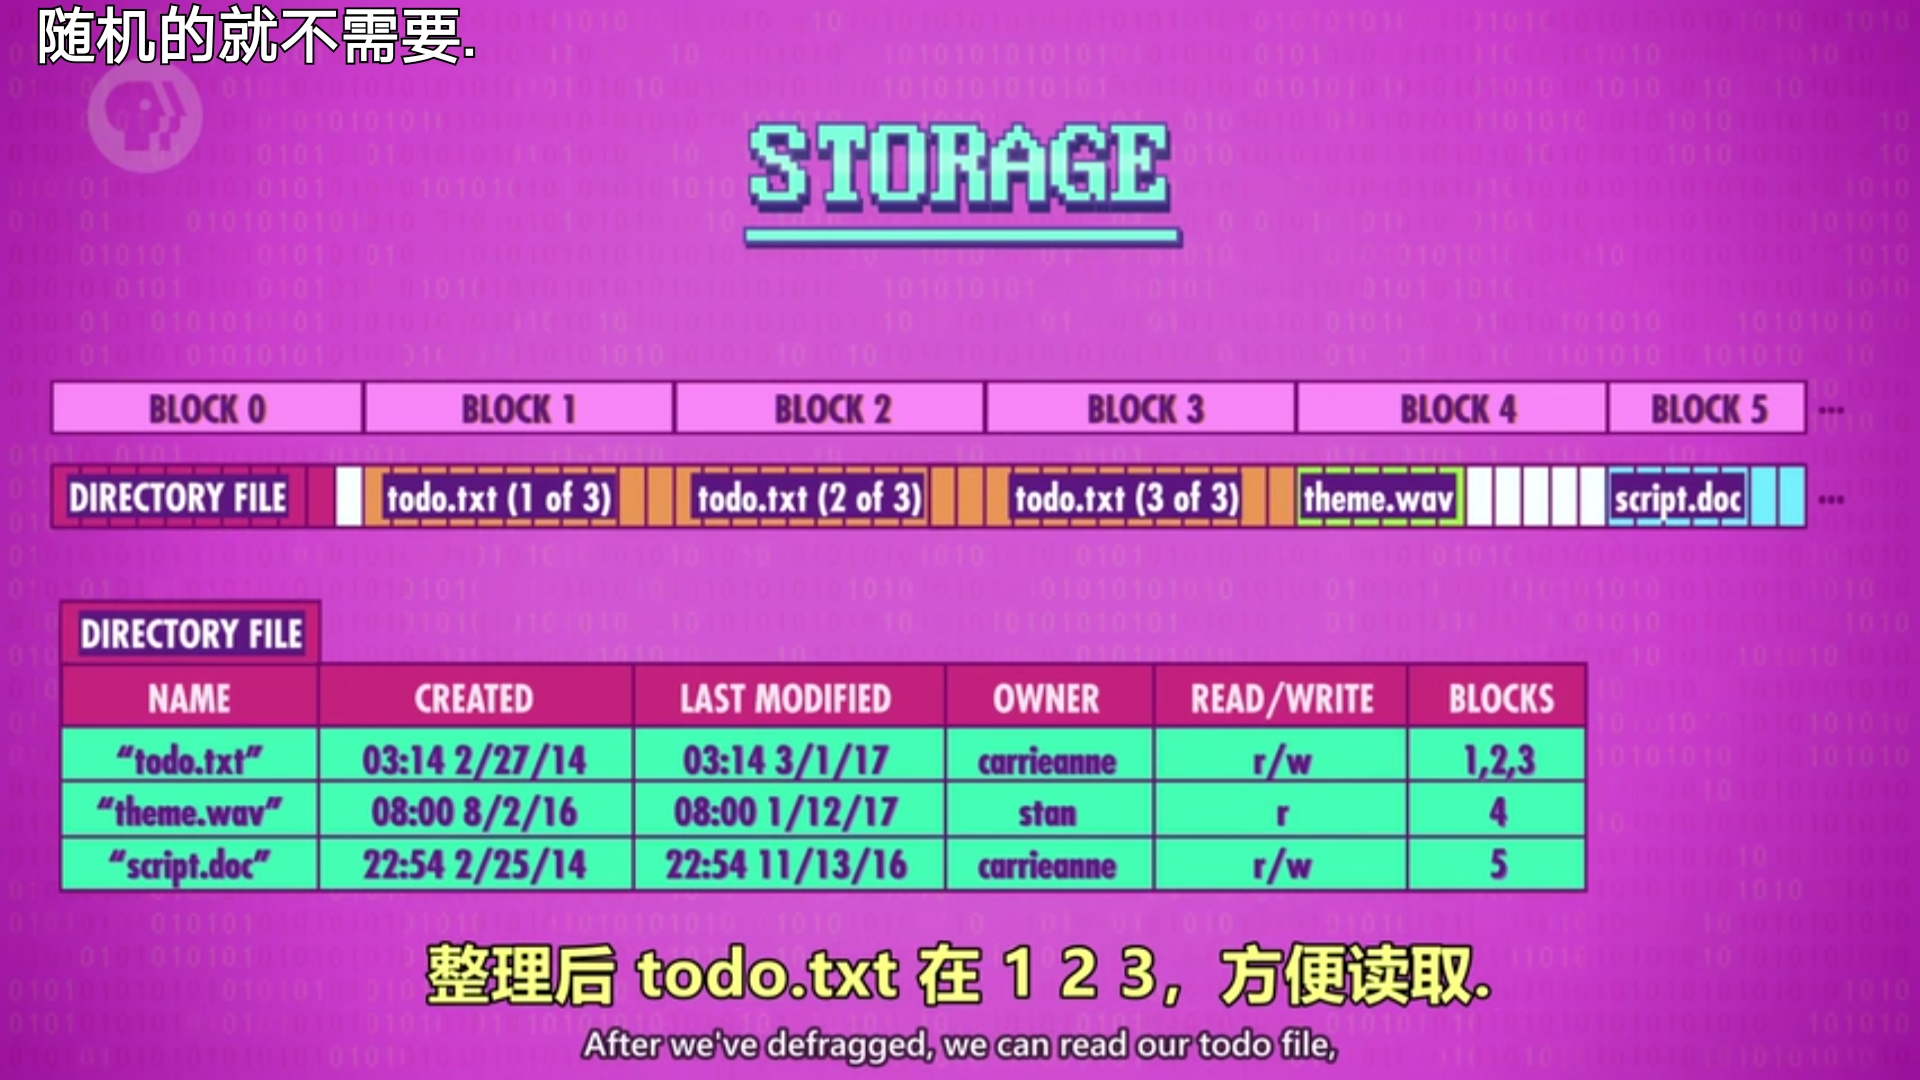 随机的就不需要.
STORAGE
BLOCK 0 BLOCK 1 BLOCK 2 BLOCK 3 BLOCK 4 BLOCK 5 ...
DIRECTORY FILE todo.txt (1 of 3) todo.txt (2 of 3) todo.txt (3 of 3) theme.wav script.doc ...
DIRECTORY FILE
NAME CREATED LAST MODIFIED OWNER READ/WRITE BLOCKS
“todo.txt” 03:14 2/27/14 03:14 3/1/17 carrieanne r/w 1,2,3
“theme.wav” 08:00 8/2/16 08:00 1/12/17 stan r 4
“script.doc” 22:54 2/25/14 22:54 11/13/16 carrieanne r/w 5
整理后 todo.txt 在 1 2 3，方便读取.
After we've defragged, we can read our todo file,